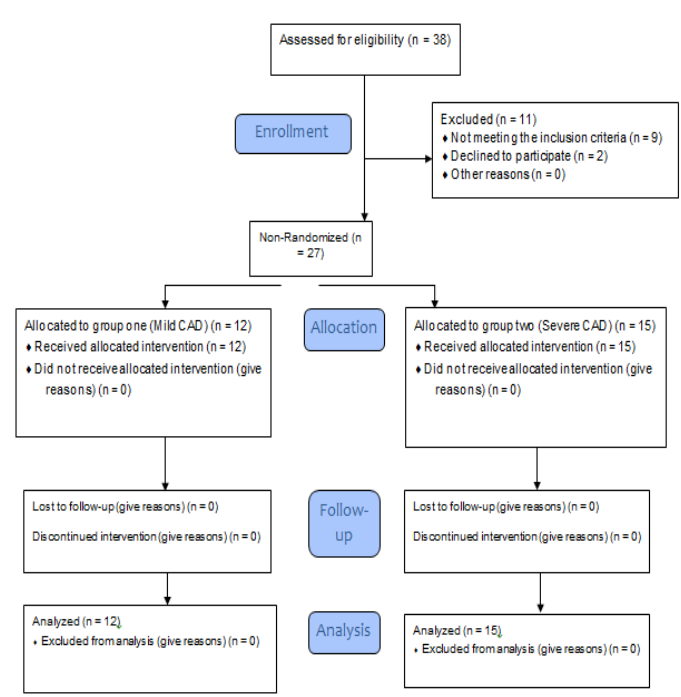 Assessed for eligibility (n = 38)
Enrollment
Excluded (n = 11)
♦ Not meeting the inclusion criteria (n = 9)
♦ Declined to participate (n = 2)
♦ Other reasons (n = 0)
Non-Randomized (n
= 27)
Allocated to group one (Mild CAD) (n = 12)
♦ Received allocated intervention (n = 12)
♦ Did not receive allocated intervention (give
reasons) (n = 0)
Allocation
Allocated to group two (Severe CAD) (n = 15)
♦ Received allocated intervention (n = 15)
♦ Did not receive allocated intervention (give
reasons) (n = 0)
Lost to follow-up (give reasons) (n = 0)
Discontinued intervention (give reasons) (n = 0)
Follow-
up
Lost to follow-up (give reasons) (n = 0)
Discontinued intervention (give reasons) (n = 0)
Analyzed (n = 12),
♦ Excluded from analysis (give reasons) (n = 0)
Analysis
Analyzed (n = 15),
♦ Excluded from analysis (give reasons) (n = 0)